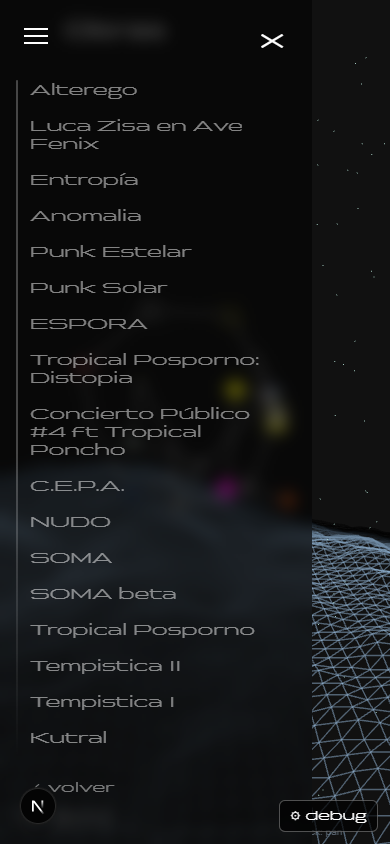 Alterego
Luca Zisa en Ave
Fenix
Entropía
Anomalia
Punk Estelar
Punk Solar
ESPORA
Tropical Posporno:
Distopia
Concierto Público
#4 ft Tropical
Poncho
C.E.P.A.
NUDO
SOMA
SOMA beta
Tropical Posporno
Tempistica II
Tempistica I
Kutral
volver
N
debug